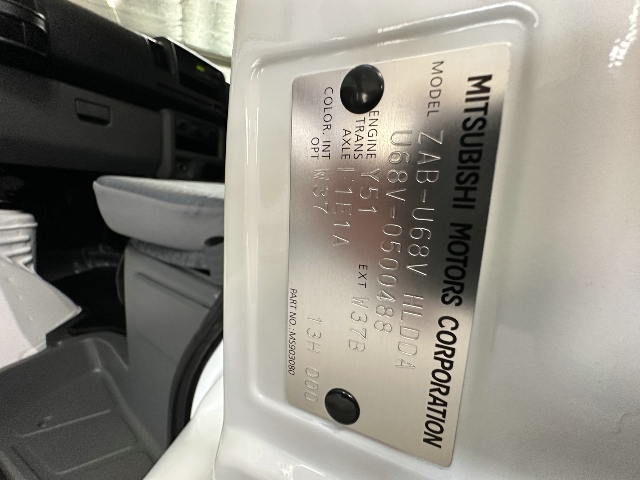 MITSUBISHI MOTORS CORPORATION
MODEL ZAB-U68V HLDDA
U68V-0500488
ENGINE Y51
TRANS AXLE L1E1A
COLOR, INT W37 EXT W37B
OPT 13H 000
PART NO. MS903080